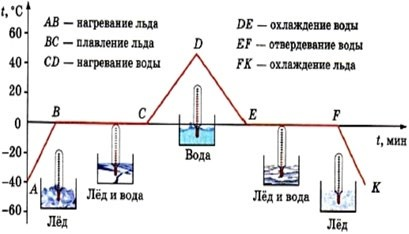 t, °C
AB — нагревание льда
BC — плавление льда
CD — нагревание воды
DE — охлаждение воды
EF — отвердевание воды
FK — охлаждение льда
60
40
20
0
−20
−40
−60
A
B
C
D
E
F
K
t, мин
Лёд
Лёд и вода
Вода
Лёд и вода
Лёд